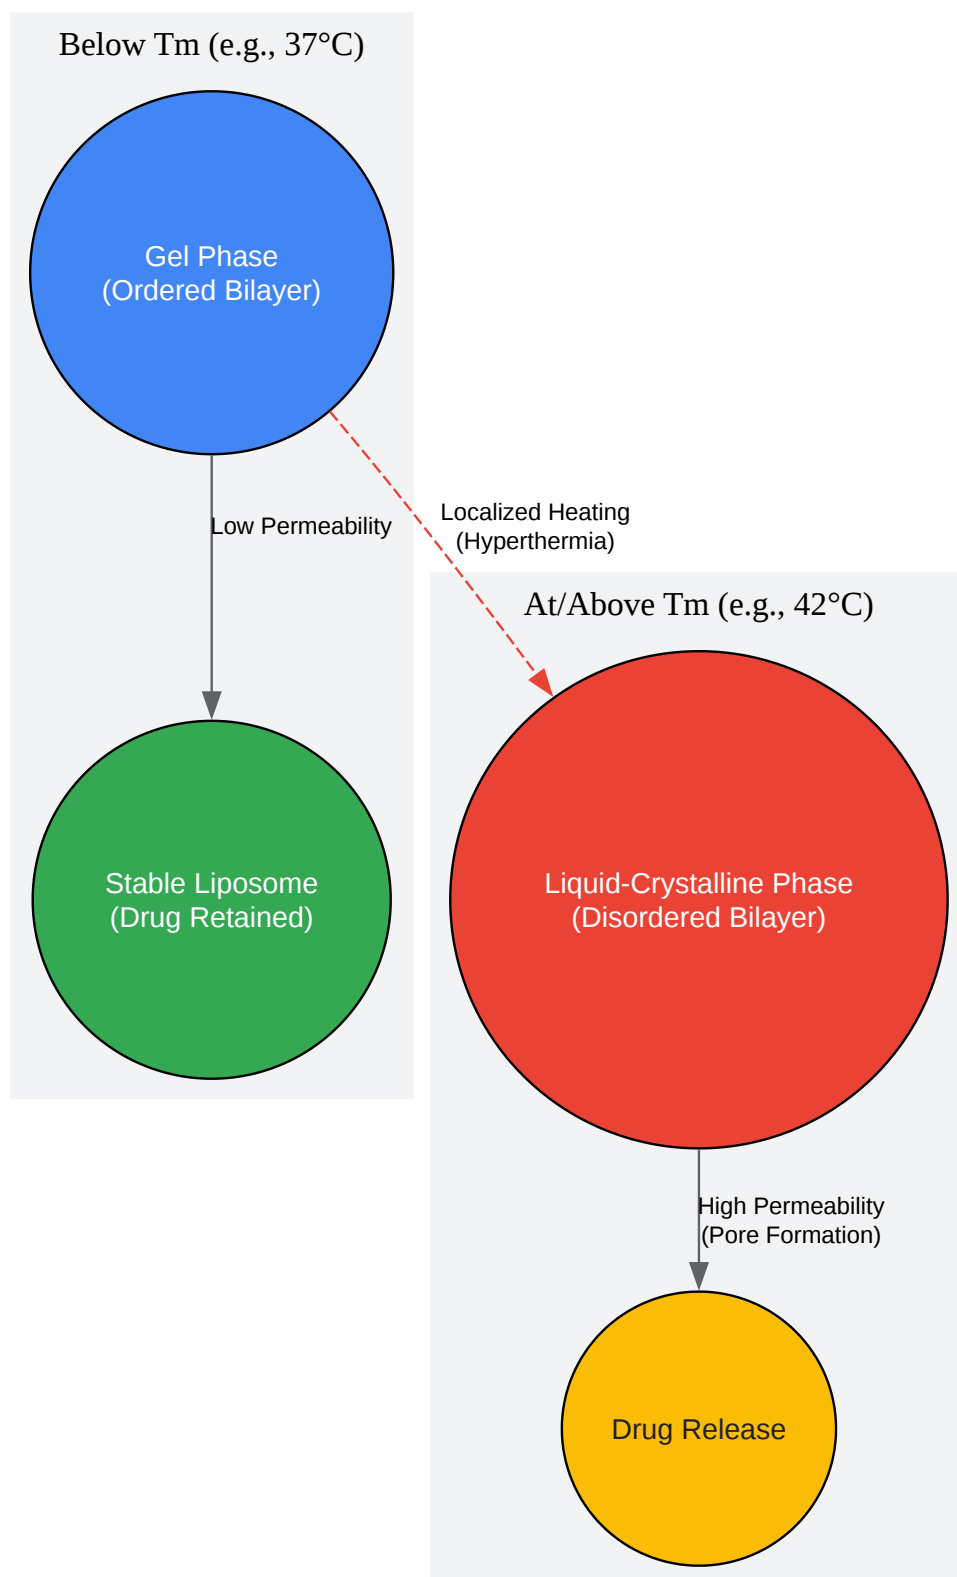 Below Tm (e.g., 37°C)
Gel Phase
(Ordered Bilayer)
Low Permeability
Localized Heating
(Hyperthermia)
Stable Liposome
(Drug Retained)
At/Above Tm (e.g., 42°C)
Liquid-Crystalline Phase
(Disordered Bilayer)
High Permeability
(Pore Formation)
Drug Release